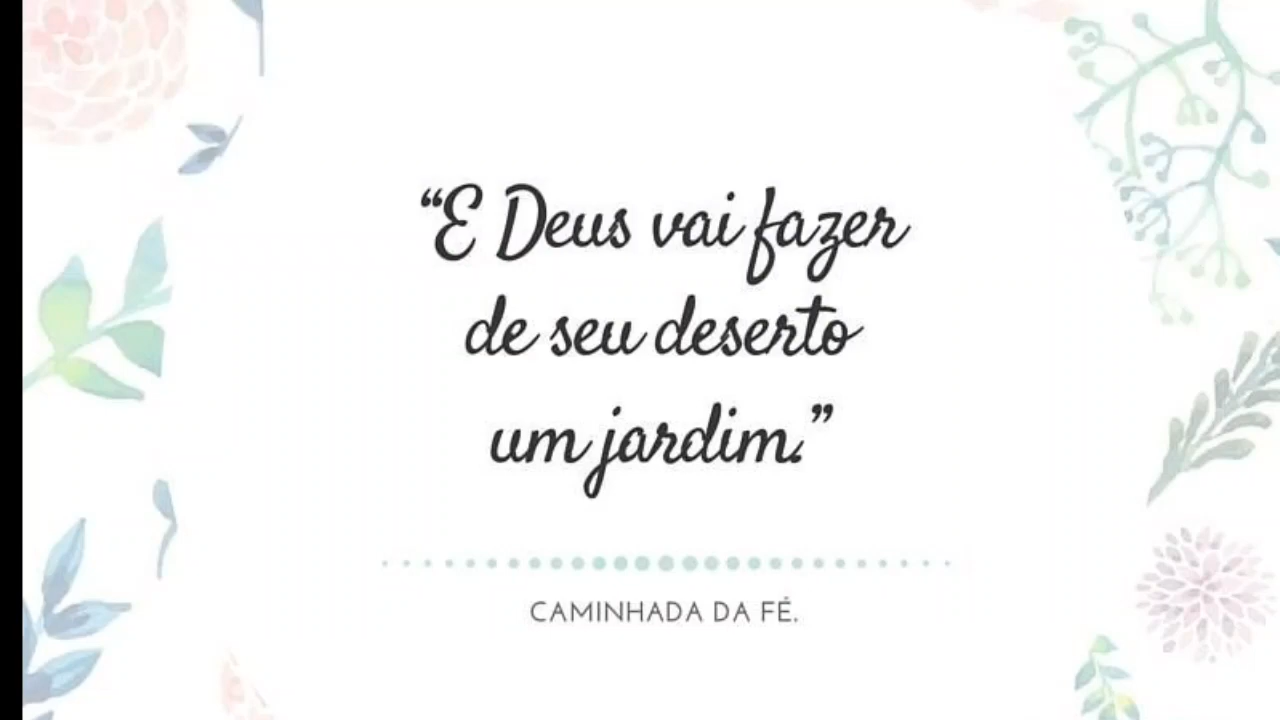 “E Deus vai fazer
de seu deserto
um jardim.”
CAMINHADA DA FÉ.